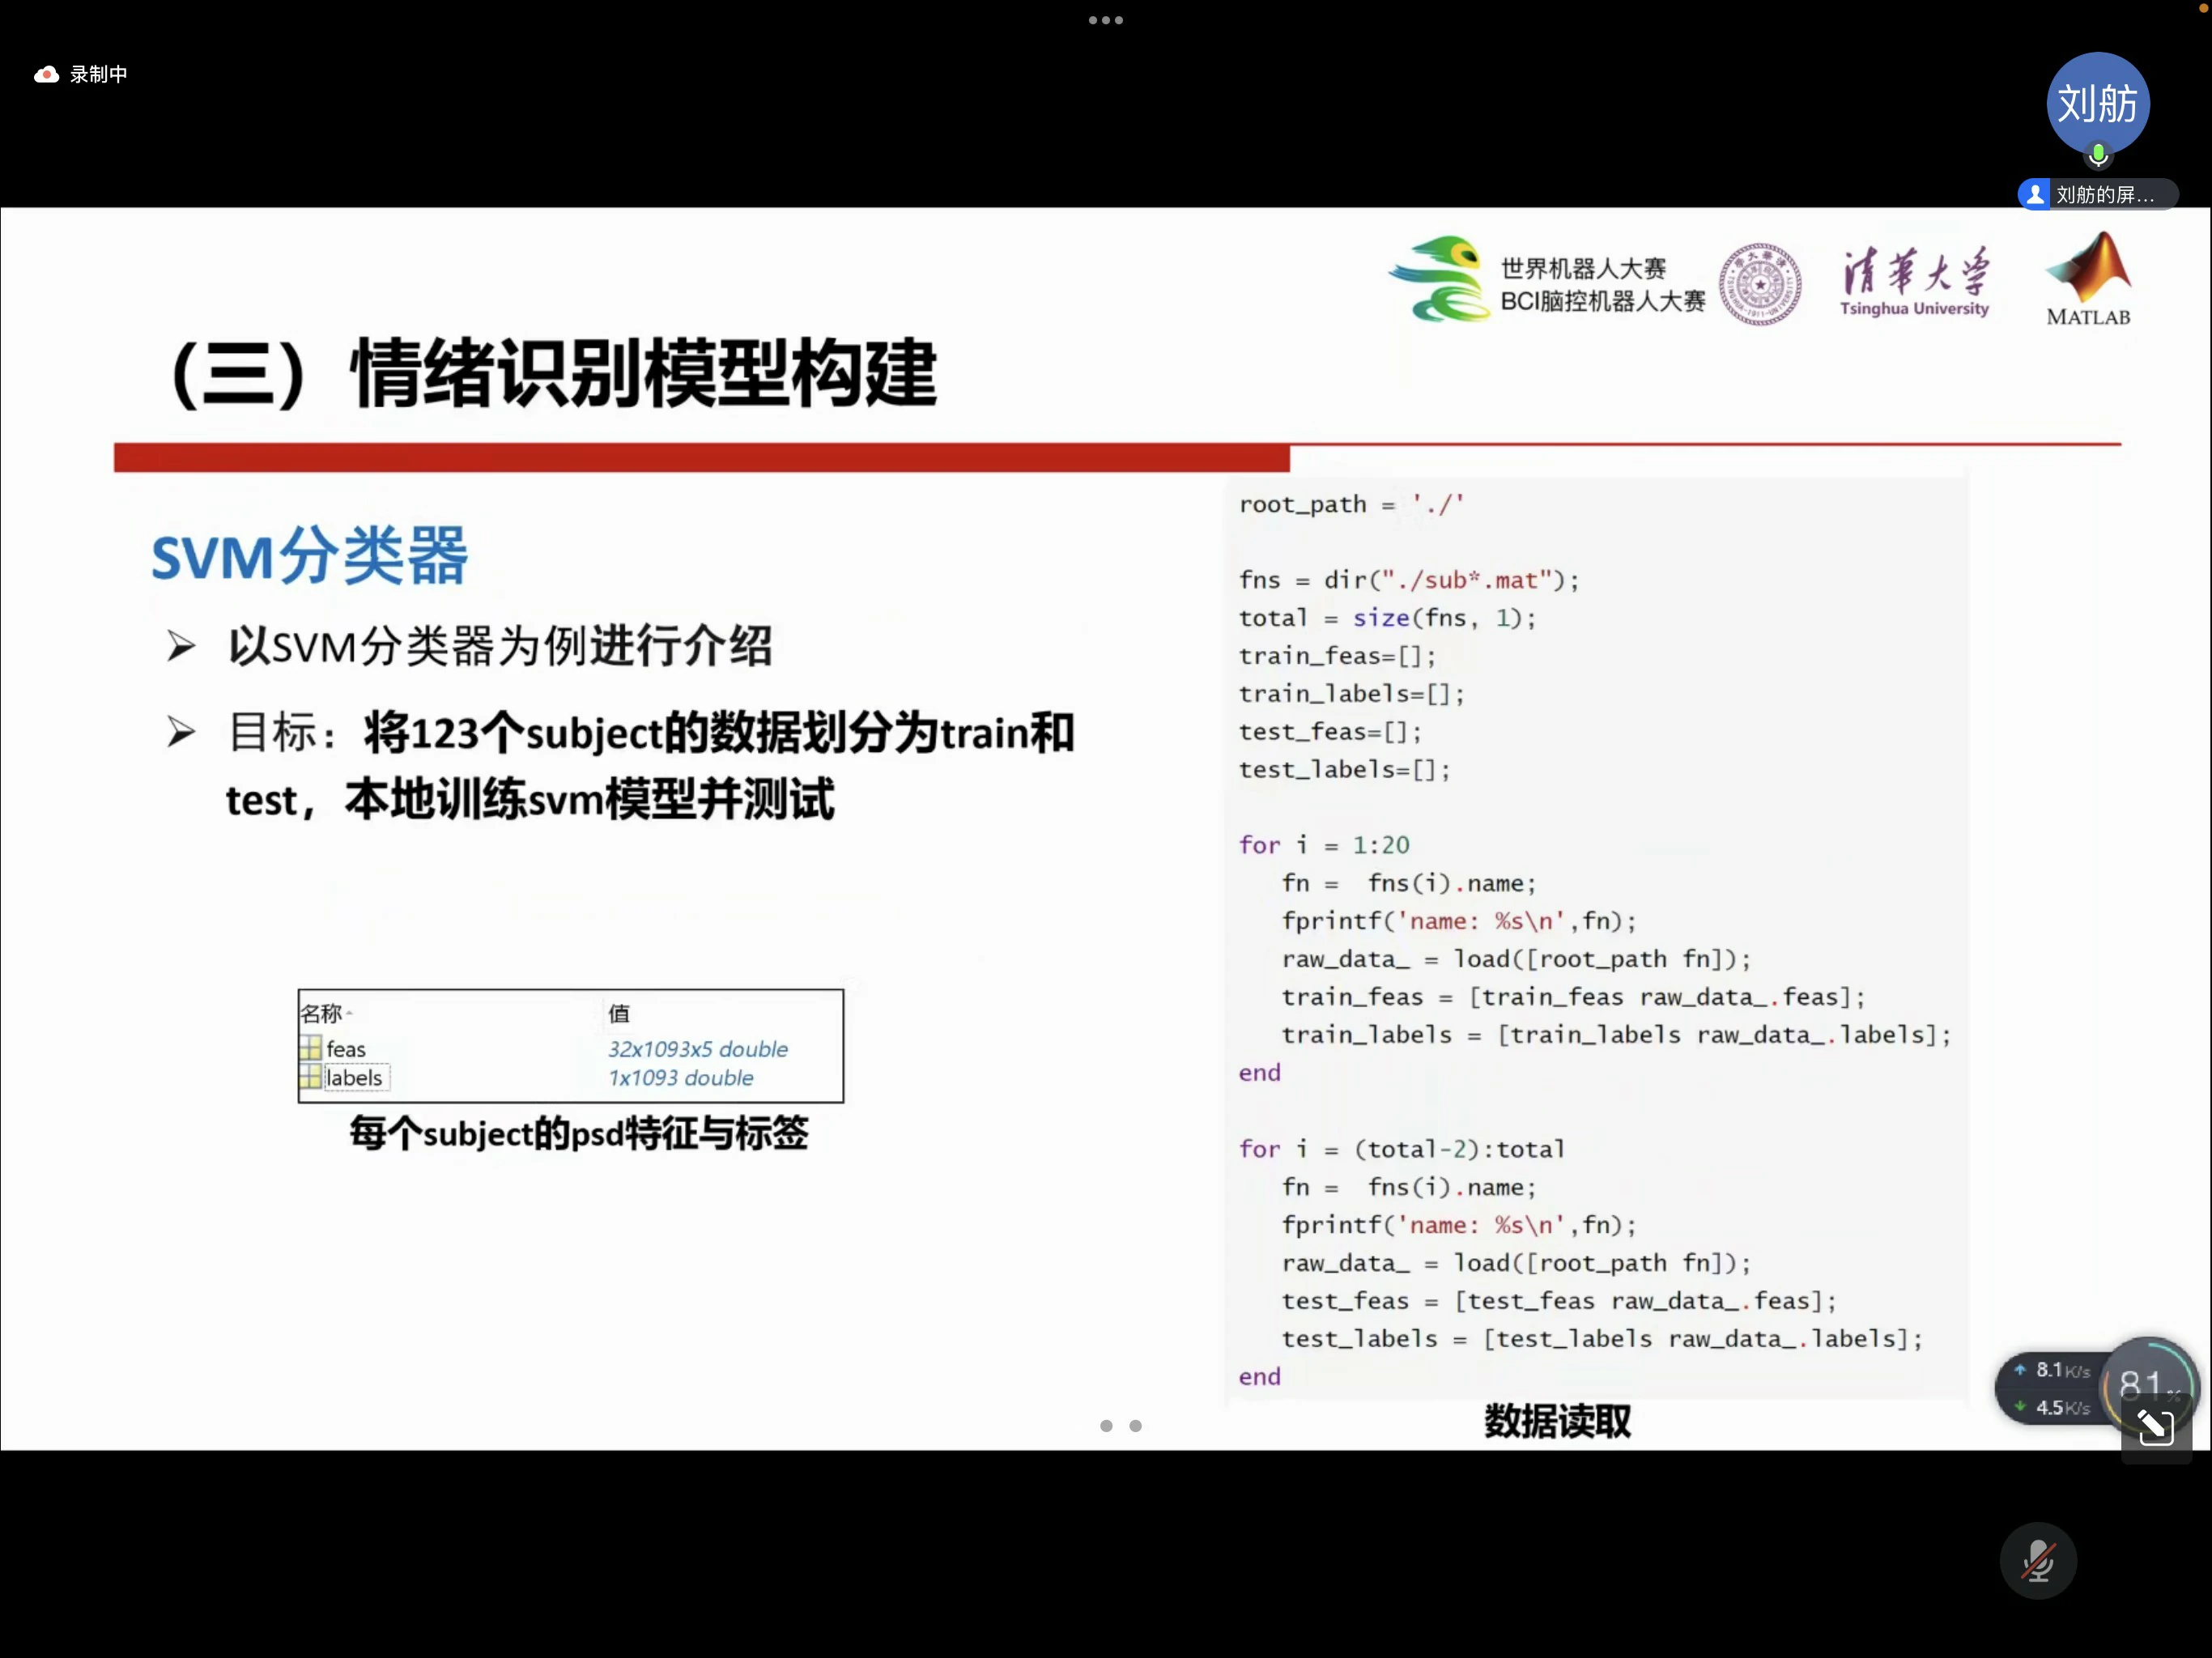 录制中
刘舫
刘舫的屏...
世界机器人大赛
BCI脑控机器人大赛
清华大学
Tsinghua University
MATLAB
（三）情绪识别模型构建
SVM分类器
➢ 以SVM分类器为例进行介绍
➢ 目标：将123个subject的数据划分为train和
test，本地训练svm模型并测试
名称 值
feas 32x1093x5 double
labels 1x1093 double
每个subject的psd特征与标签
root_path = './'
fns = dir("./sub*.mat");
total = size(fns, 1);
train_feas=[];
train_labels=[];
test_feas=[];
test_labels=[];
for i = 1:20
fn =  fns(i).name;
fprintf('name: %s\n',fn);
raw_data_ = load([root_path fn]);
train_feas = [train_feas raw_data_.feas];
train_labels = [train_labels raw_data_.labels];
end
for i = (total-2):total
fn =  fns(i).name;
fprintf('name: %s\n',fn);
raw_data_ = load([root_path fn]);
test_feas = [test_feas raw_data_.feas];
test_labels = [test_labels raw_data_.labels];
end
数据读取
8.1K/s
4.5K/s
81%